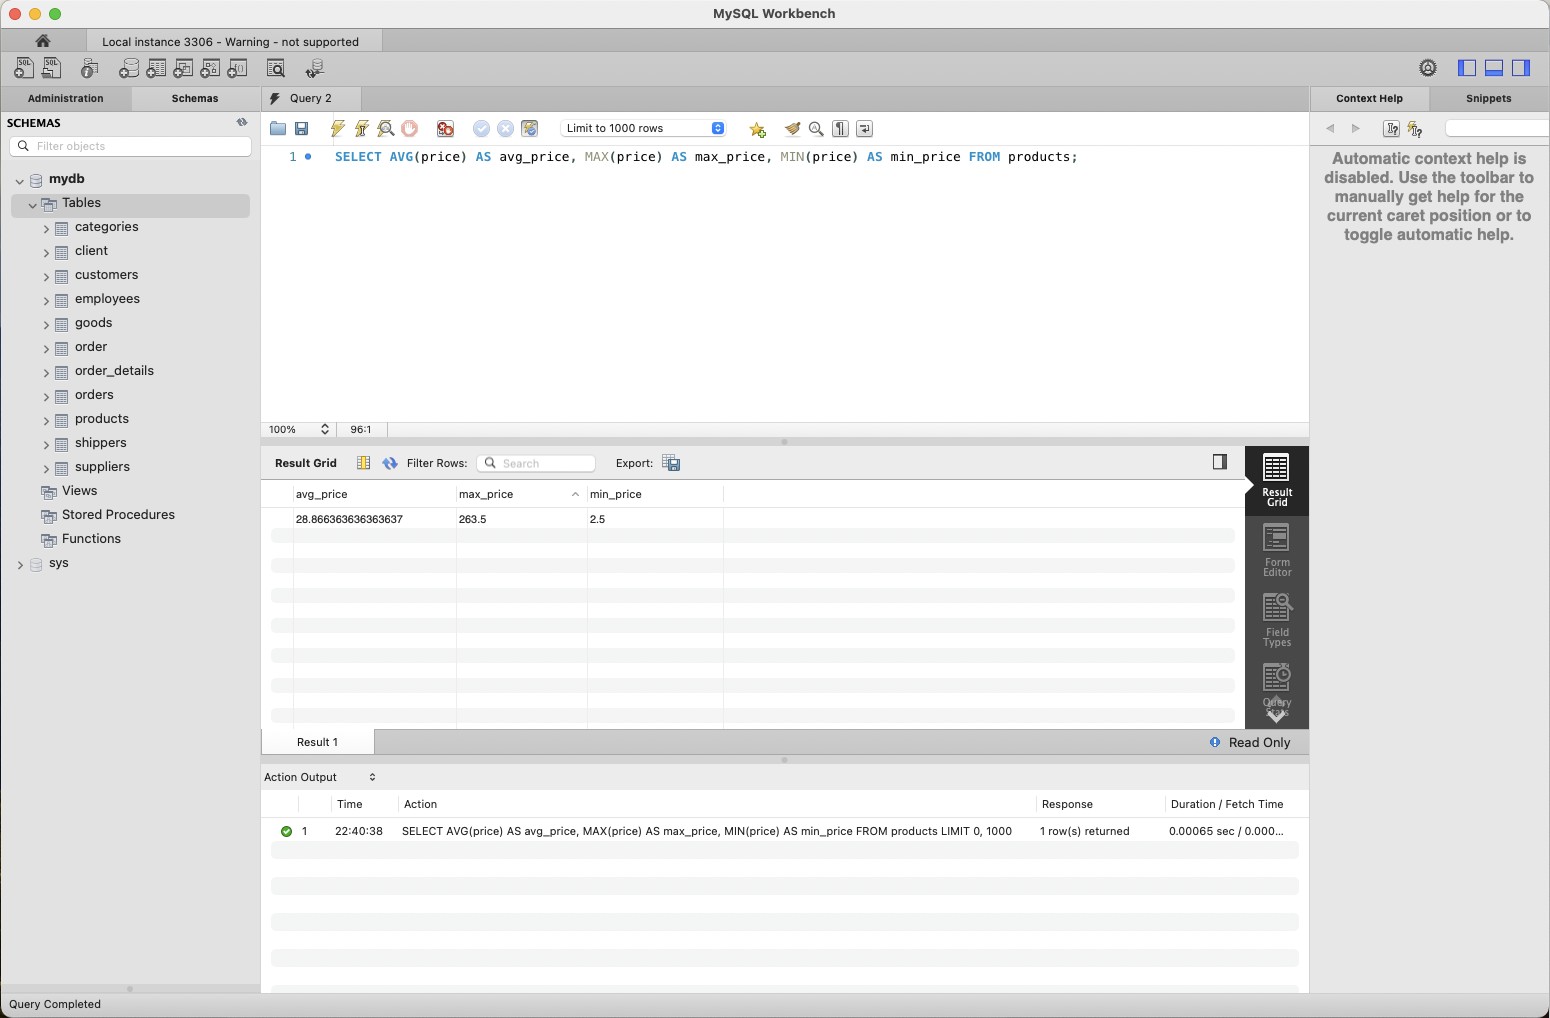 MySQL Workbench
Local instance 3306 - Warning - not supported
Administration
Schemas
Query 2
Context Help
Snippets
SCHEMAS
Filter objects
mydb
Tables
categories
client
customers
employees
goods
order
order_details
orders
products
shippers
suppliers
Views
Stored Procedures
Functions
sys
Limit to 1000 rows
1
SELECT AVG(price) AS avg_price, MAX(price) AS max_price, MIN(price) AS min_price FROM products;
Automatic context help is
disabled. Use the toolbar to
manually get help for the
current caret position or to
toggle automatic help.
100%
96:1
Result Grid
Filter Rows:
Search
Export:
avg_price
max_price
min_price
28.866363636363637
263.5
2.5
Result
Grid
Form
Editor
Field
Types
Query
Stats
Result 1
Read Only
Action Output
Time
Action
Response
Duration / Fetch Time
1
22:40:38
SELECT AVG(price) AS avg_price, MAX(price) AS max_price, MIN(price) AS min_price FROM products LIMIT 0, 1000
1 row(s) returned
0.00065 sec / 0.000...
Query Completed